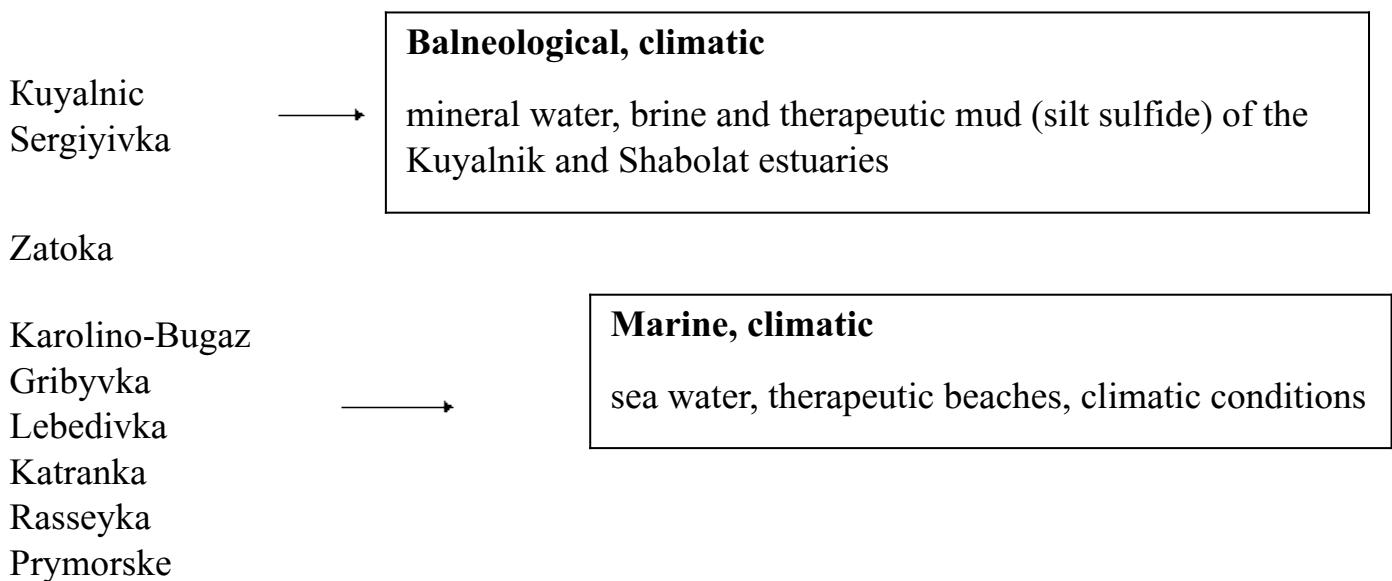 Kuyalnic
Sergiyivka
Balneological, climatic
mineral water, brine and therapeutic mud (silt sulfide) of the
Kuyalnik and Shabolat estuaries
Zatoka
Karolino-Bugaz
Gribyvka
Lebedivka
Katranka
Rasseyka
Prymorske
Marine, climatic
sea water, therapeutic beaches, climatic conditions